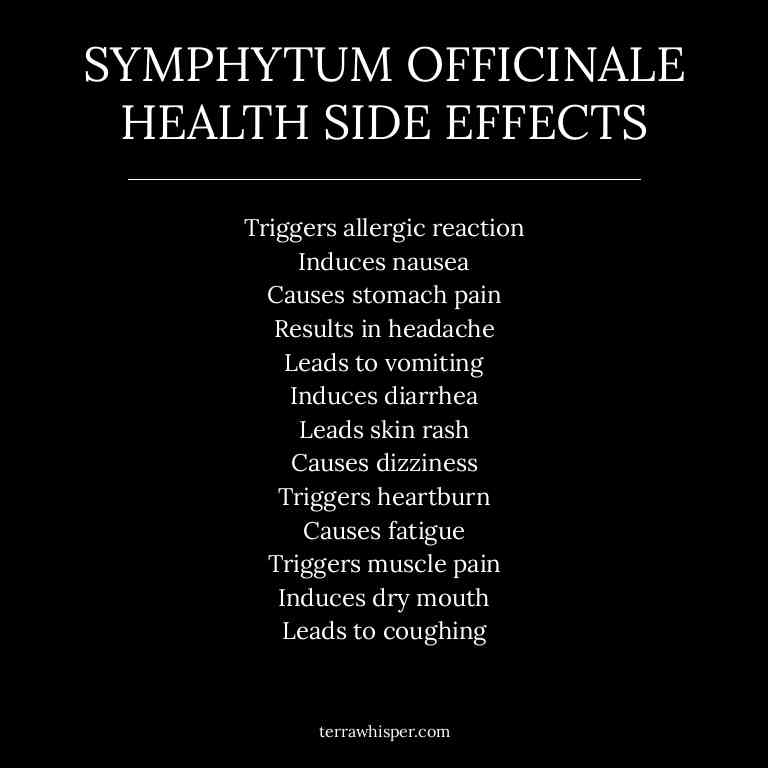 SYMPHYTUM OFFICINALE
HEALTH SIDE EFFECTS
Triggers allergic reaction
Induces nausea
Causes stomach pain
Results in headache
Leads to vomiting
Induces diarrhea
Leads skin rash
Causes dizziness
Triggers heartburn
Causes fatigue
Triggers muscle pain
Induces dry mouth
Leads to coughing
terrawhisper.com